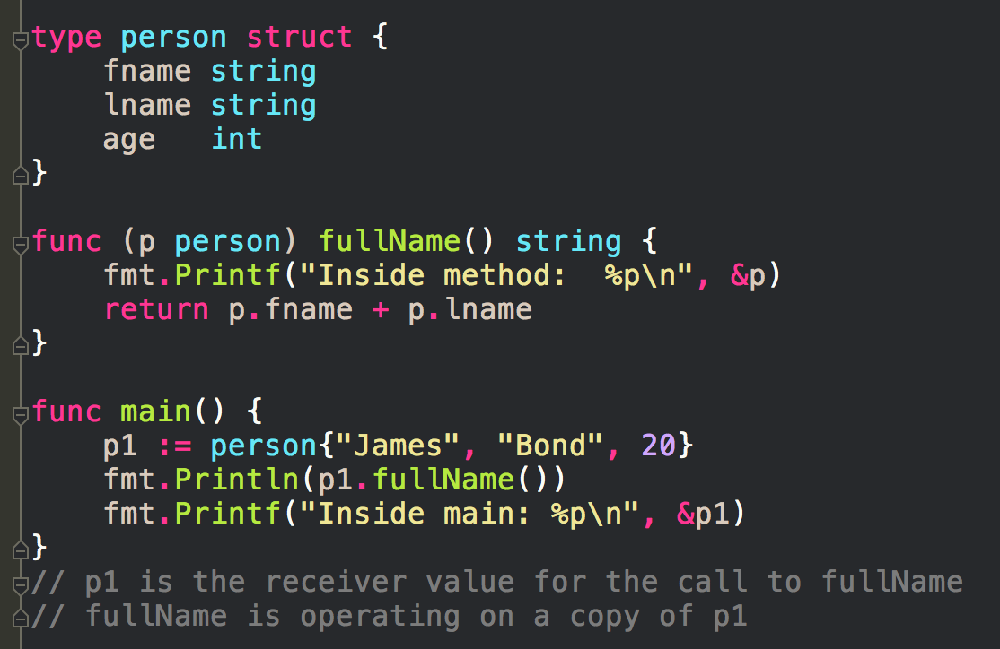 type person struct {
    fname string
    lname string
    age   int
}
func (p person) fullName() string {
    fmt.Printf("Inside method:  %p\n", &p)
    return p.fname + p.lname
}
func main() {
    p1 := person{"James", "Bond", 20}
    fmt.Println(p1.fullName())
    fmt.Printf("Inside main: %p\n", &p1)
}
// p1 is the receiver value for the call to fullName
// fullName is operating on a copy of p1